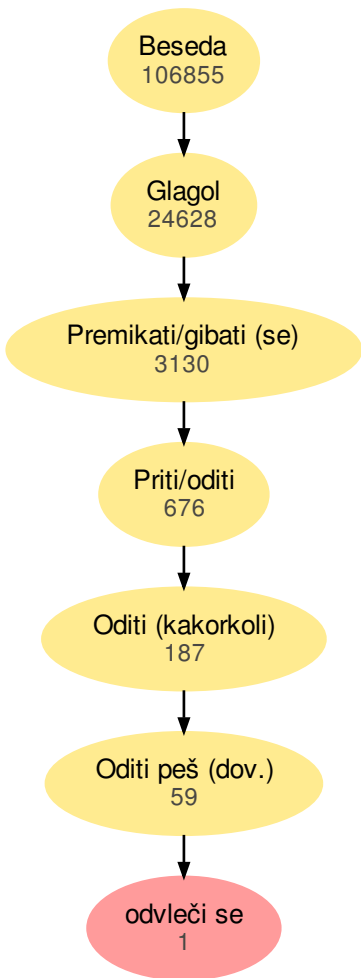 Beseda
106855
Glagol
24628
Premikati/gibati (se)
3130
Priti/oditi
676
Oditi (kakorkoli)
187
Oditi peš (dov.)
59
odvleči se
1